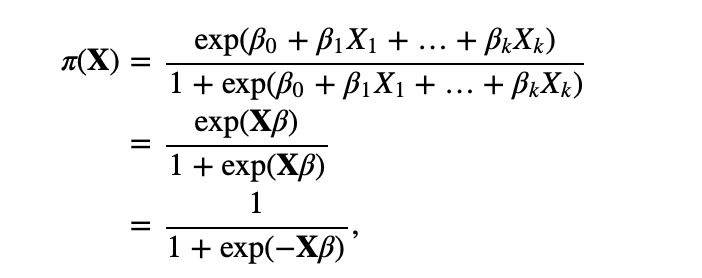 π(X) = exp(β₀ + β₁X₁ + … + βₖXₖ) / 1 + exp(β₀ + β₁X₁ + … + βₖXₖ)
= exp(Xβ) / 1 + exp(Xβ)
= 1 / 1 + exp(−Xβ) ,